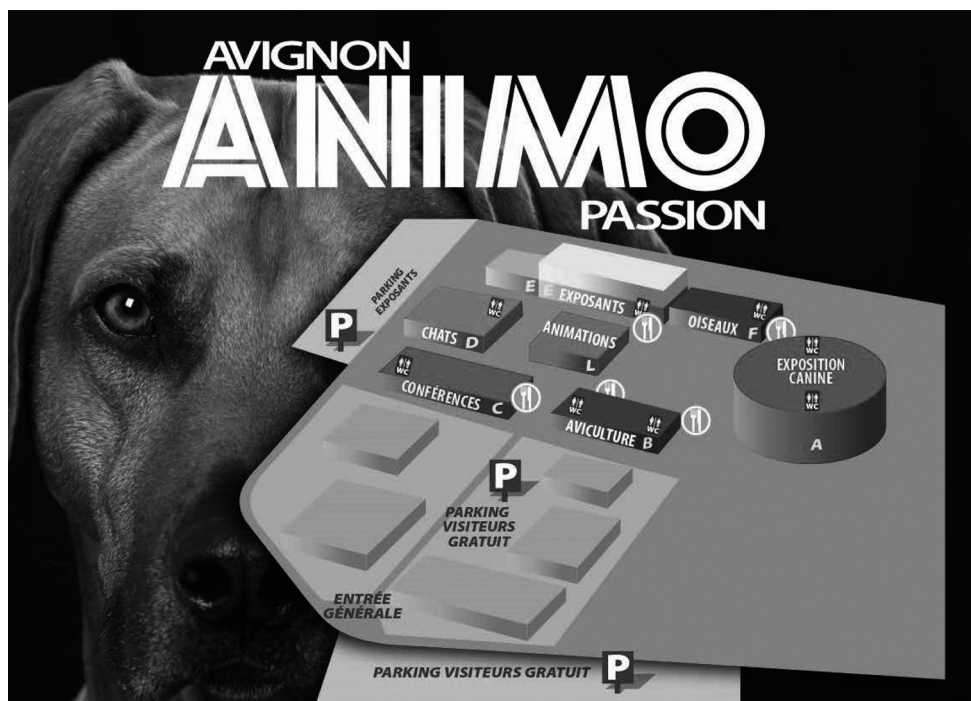 AVIGNON
ANIMO
PASSION
PARKING
EXPOSANTS
P
E
E
EXPOSANTS
WC
CHATS D
WC
ANIMATIONS
L
OISEAUX F
WC
EXPOSITION
CANINE
WC
WC
A
CONFÉRENCES C
WC
AVICULTURE B
WC
WC
P
PARKING
VISITEURS
GRATUIT
ENTRÉE
GÉNÉRALE
PARKING VISITEURS GRATUIT
P